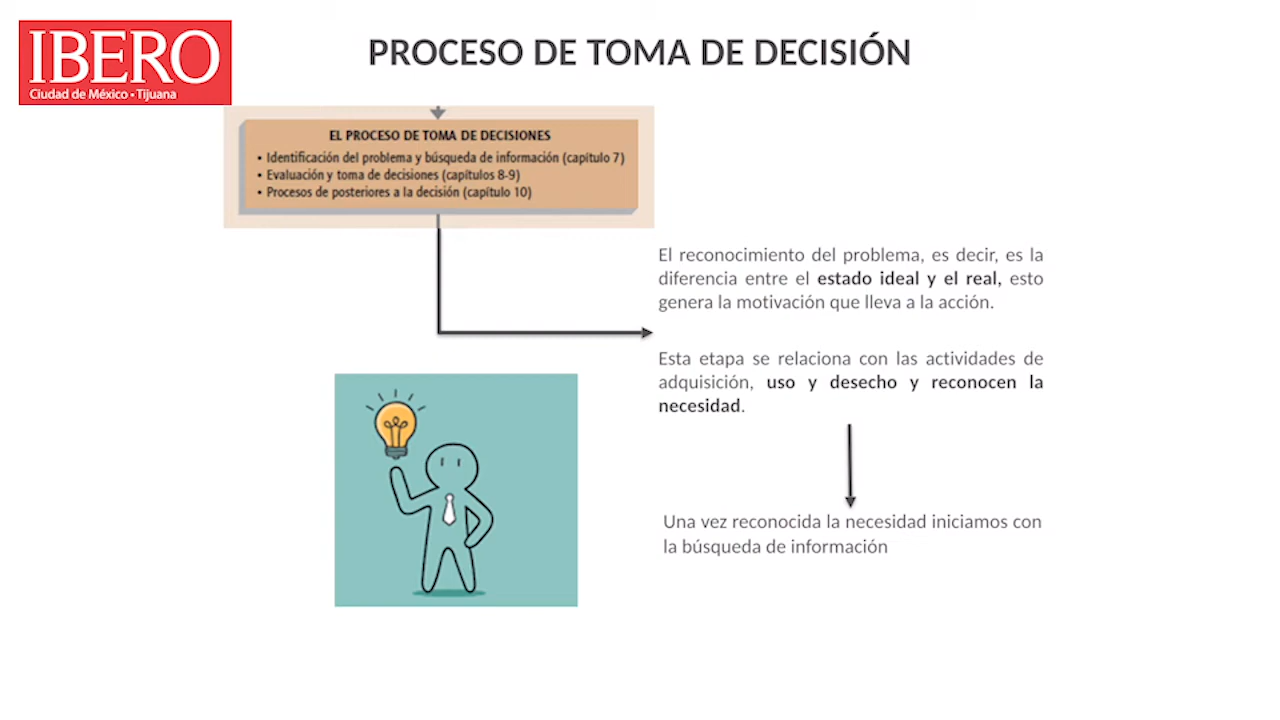 IBERO
Ciudad de México • Tijuana
PROCESO DE TOMA DE DECISIÓN
EL PROCESO DE TOMA DE DECISIONES
• Identificación del problema y búsqueda de información (capítulo 7)
• Evaluación y toma de decisiones (capítulos 8-9)
• Procesos de posteriores a la decisión (capítulo 10)
El reconocimiento del problema, es decir, es la
diferencia entre el estado ideal y el real, esto
genera la motivación que lleva a la acción.
Esta etapa se relaciona con las actividades de
adquisición, uso y desecho y reconocen la
necesidad.
Una vez reconocida la necesidad iniciamos con
la búsqueda de información